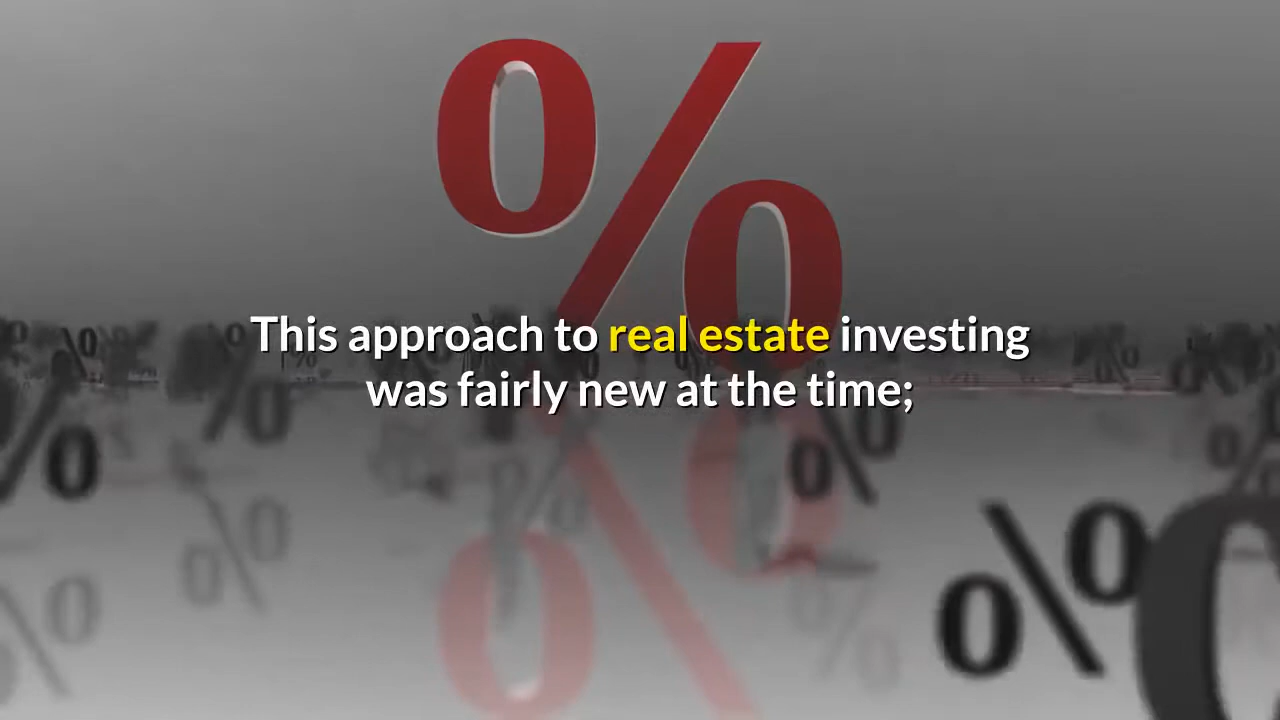 %
This approach to real estate investing
was fairly new at the time;